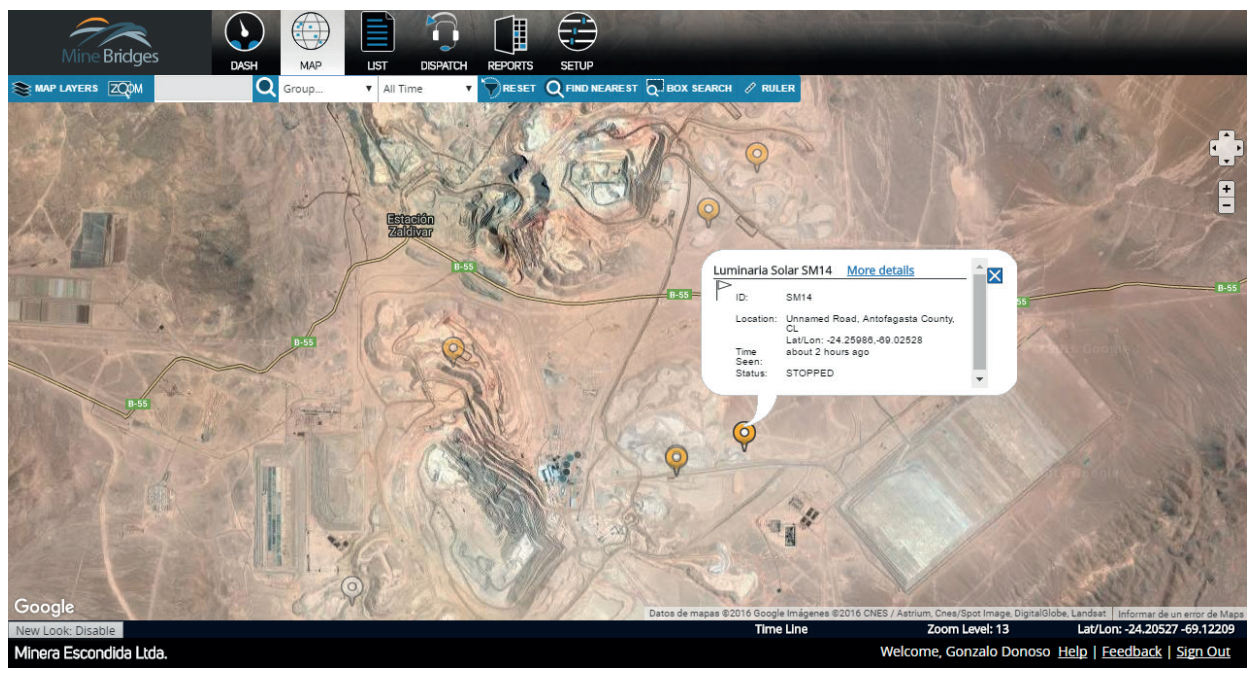 Mine Bridges
DASH
MAP
LIST
DISPATCH
REPORTS
SETUP
MAP LAYERS
ZOOM
Group...
All Time
RESET
FIND NEAREST
BOX SEARCH
RULER
Estación
Zaldivar
B-55
B-55
B-55
B-55
B-55
55
Luminaria Solar SM14 More details
ID: SM14
Location: Unnamed Road, Antofagasta County,
CL
Lat/Lon: -24.25986,-69.02528
Time about 2 hours ago
Seen:
Status: STOPPED
Google
Datos de mapas ©2016 Google Imágenes ©2016 CNES / Astrium, Cnes/Spot Image, DigitalGlobe, Landsat
Informar de un error de Maps
New Look: Disable
Time Line
Zoom Level: 13
Lat/Lon: -24.20527 -69.12209
Minera Escondida Ltda.
Welcome, Gonzalo Donoso Help | Feedback | Sign Out